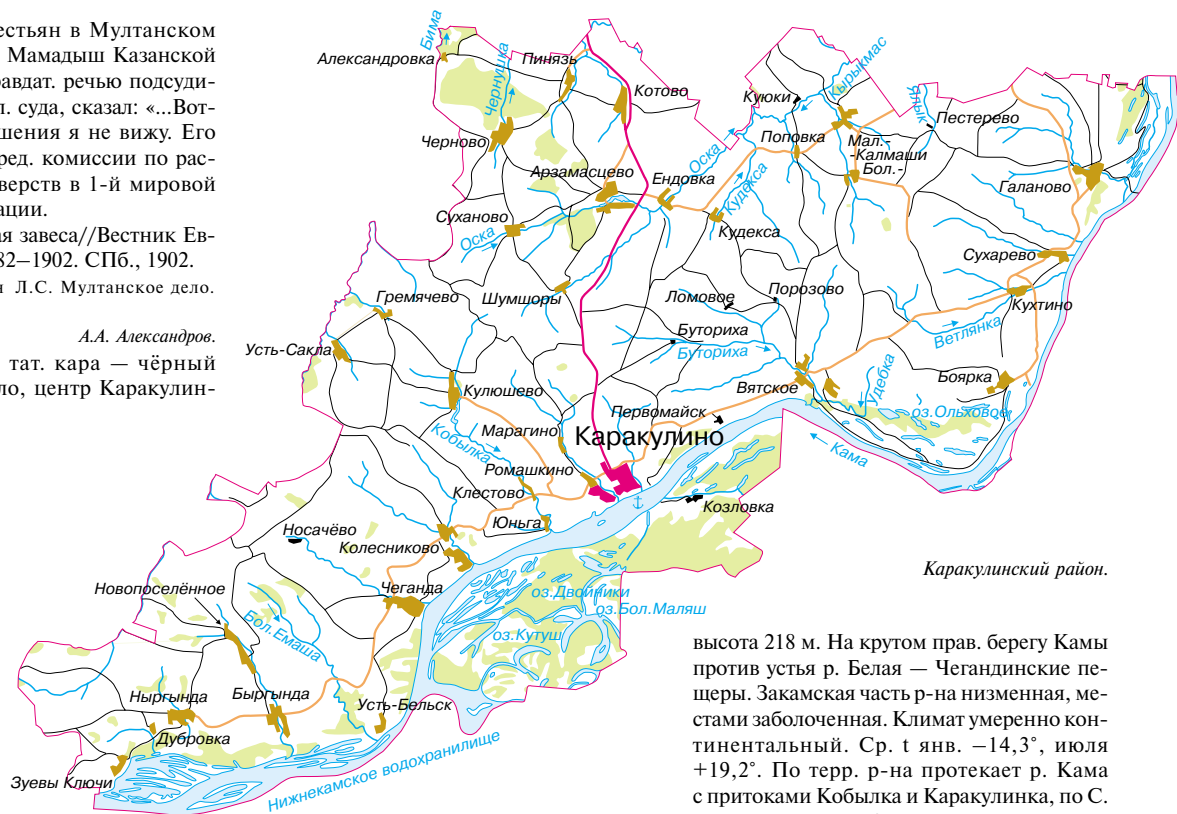 естьян в Мултанском
Мамадыш Казанской
равдат. речью подсуди-
л. суда, сказал: «...Вот-
шения я не вижу. Его
ред. комиссии по рас-
зверств в 1-й мировой
ации.
ая завеса//Вестник Ев-
82–1902. СПб., 1902.
н Л.С. Мултанское дело.
А.А. Александров.
тат. кара — чёрный
ло, центр Каракулин-
Александровка
Бима
Чернушка
Пинязь
Котово
Черново
Арзамасцево
Суханово
Оска
Шумшоры
Гремячево
Усть-Сакла
Кулюшево
Кобылка
Марагино
Каракулино
Ромашкино
Клестово
Юньга
Носачёво
Колесниково
Чеганда
Новопоселённое
Бол.Емаша
Ныргында
Быргында
Дубровка
Усть-Бельск
Зуевы Ключи
Нижнекамское водохранилище
Куюки
Кырыкмас
Поповка
Оска
Ендовка
Кудекса
Кудекса
Мал.-
-Калмаши
Бол.-
Ялык
Пестерево
Галаново
Сухарево
Кухтино
Ветлянка
Ломовое
Порозово
Буториха
Буториха
Вятское
Удебка
Боярка
оз.Ольховое
Первомайск
Кама
Козловка
оз.Двойники
оз.Бол.Маляш
оз.Кутуш
Каракулинский район.
высота 218 м. На крутом прав. берегу Камы
против устья р. Белая — Чегандинские пе-
щеры. Закамская часть р-на низменная, ме-
стами заболоченная. Климат умеренно кон-
тинентальный. Ср. t янв. –14,3°, июля
+19,2°. По терр. р-на протекает р. Кама
с притоками Кобылка и Каракулинка, по С.